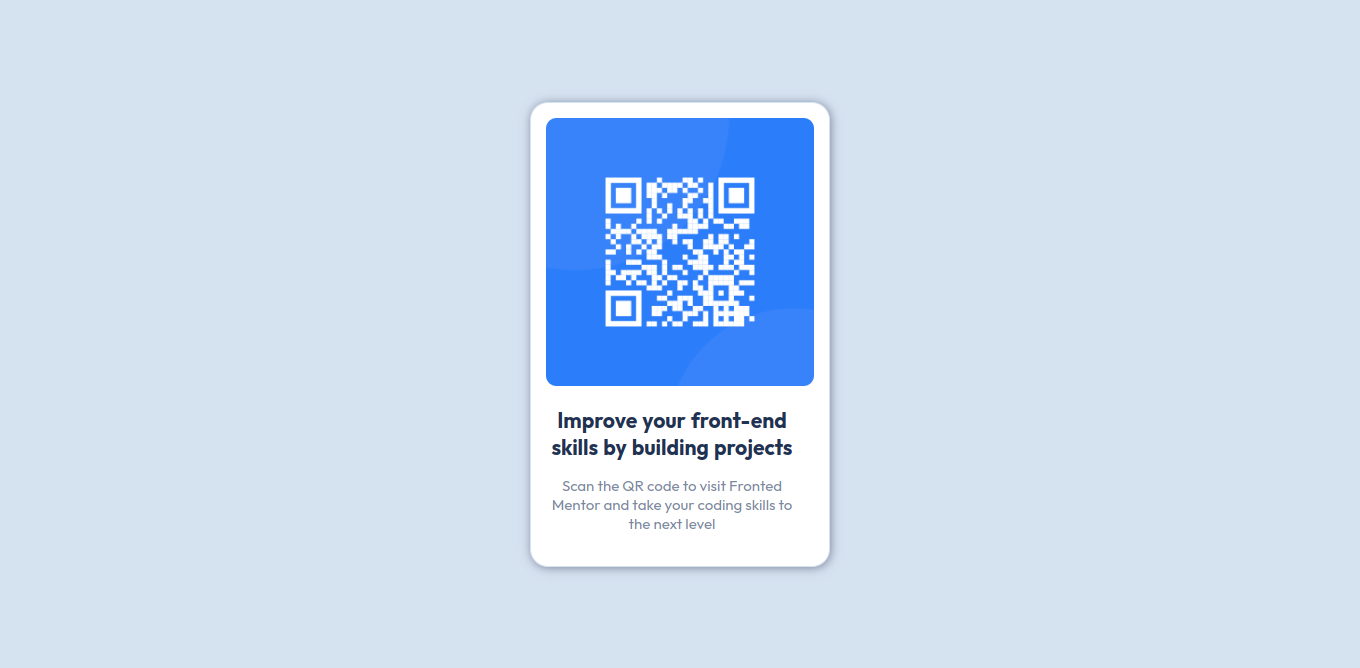 Improve your front-end
skills by building projects
Scan the QR code to visit Fronted
Mentor and take your coding skills to
the next level